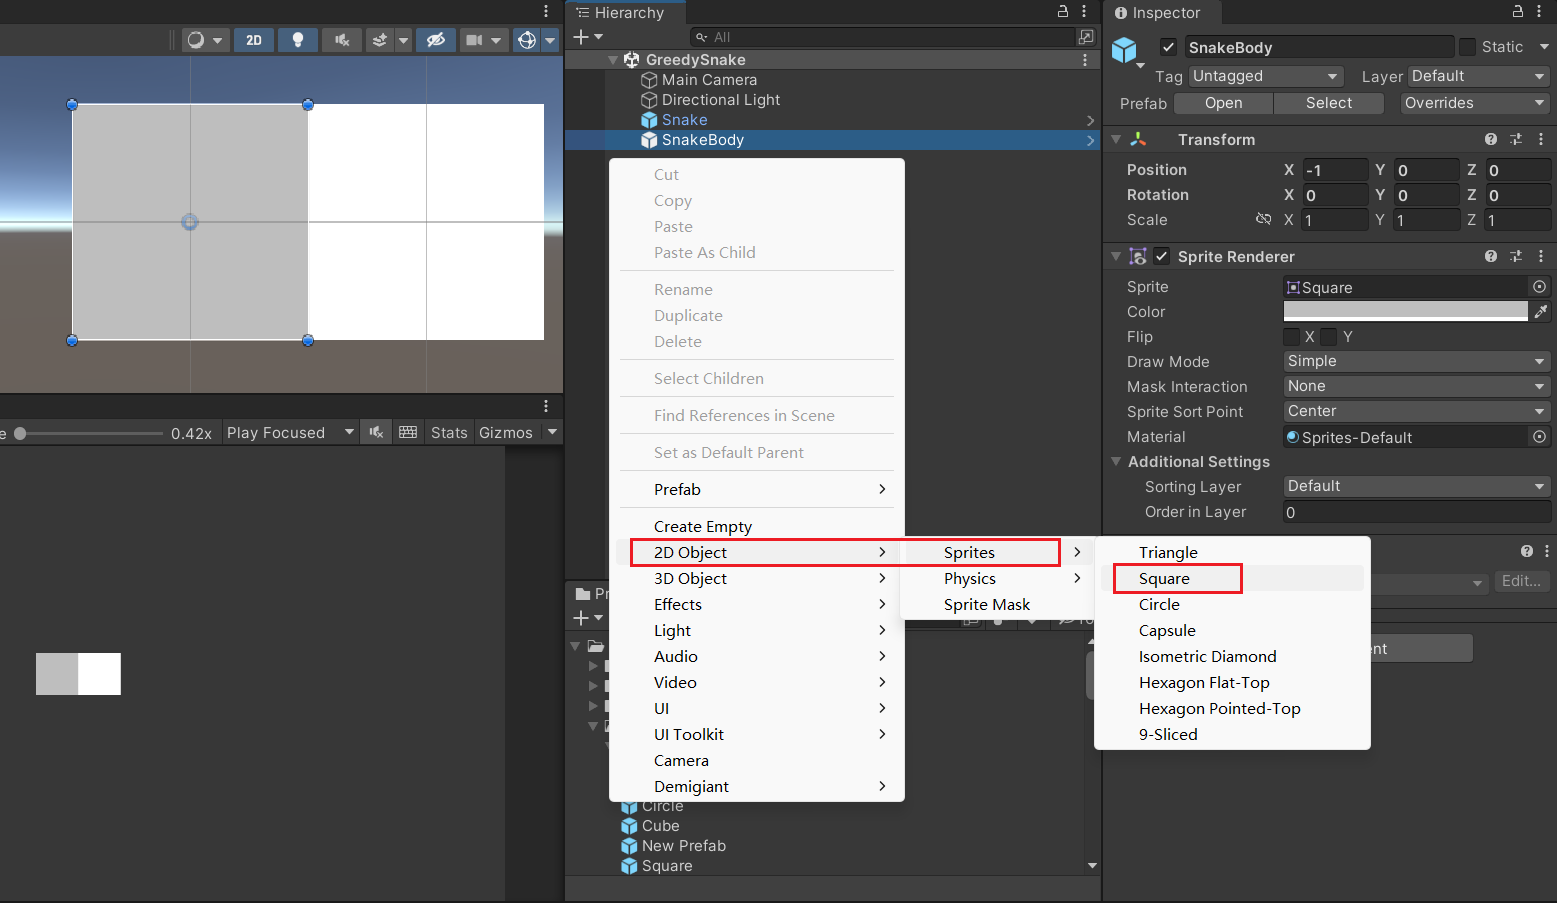 2D
e
0.42x
Play Focused
Stats
Gizmos
Hierarchy
All
GreedySnake
Main Camera
Directional Light
Snake
SnakeBody
Cut
Copy
Paste
Paste As Child
Rename
Duplicate
Delete
Select Children
Find References in Scene
Set as Default Parent
Prefab
Create Empty
2D Object
3D Object
Effects
Light
Audio
Video
UI
UI Toolkit
Camera
Demigiant
Sprites
Physics
Sprite Mask
Triangle
Square
Circle
Capsule
Isometric Diamond
Hexagon Flat-Top
Hexagon Pointed-Top
9-Sliced
Pr
Circle
Cube
New Prefab
Square
Inspector
SnakeBody Static
Tag Untagged Layer Default
Prefab Open Select Overrides
Transform
Position X -1 Y 0 Z 0
Rotation X 0 Y 0 Z 0
Scale X 1 Y 1 Z 1
Sprite Renderer
Sprite Square
Color
Flip X Y
Draw Mode Simple
Mask Interaction None
Sprite Sort Point Center
Material Sprites-Default
Additional Settings
Sorting Layer Default
Order in Layer 0
Edit...
nt